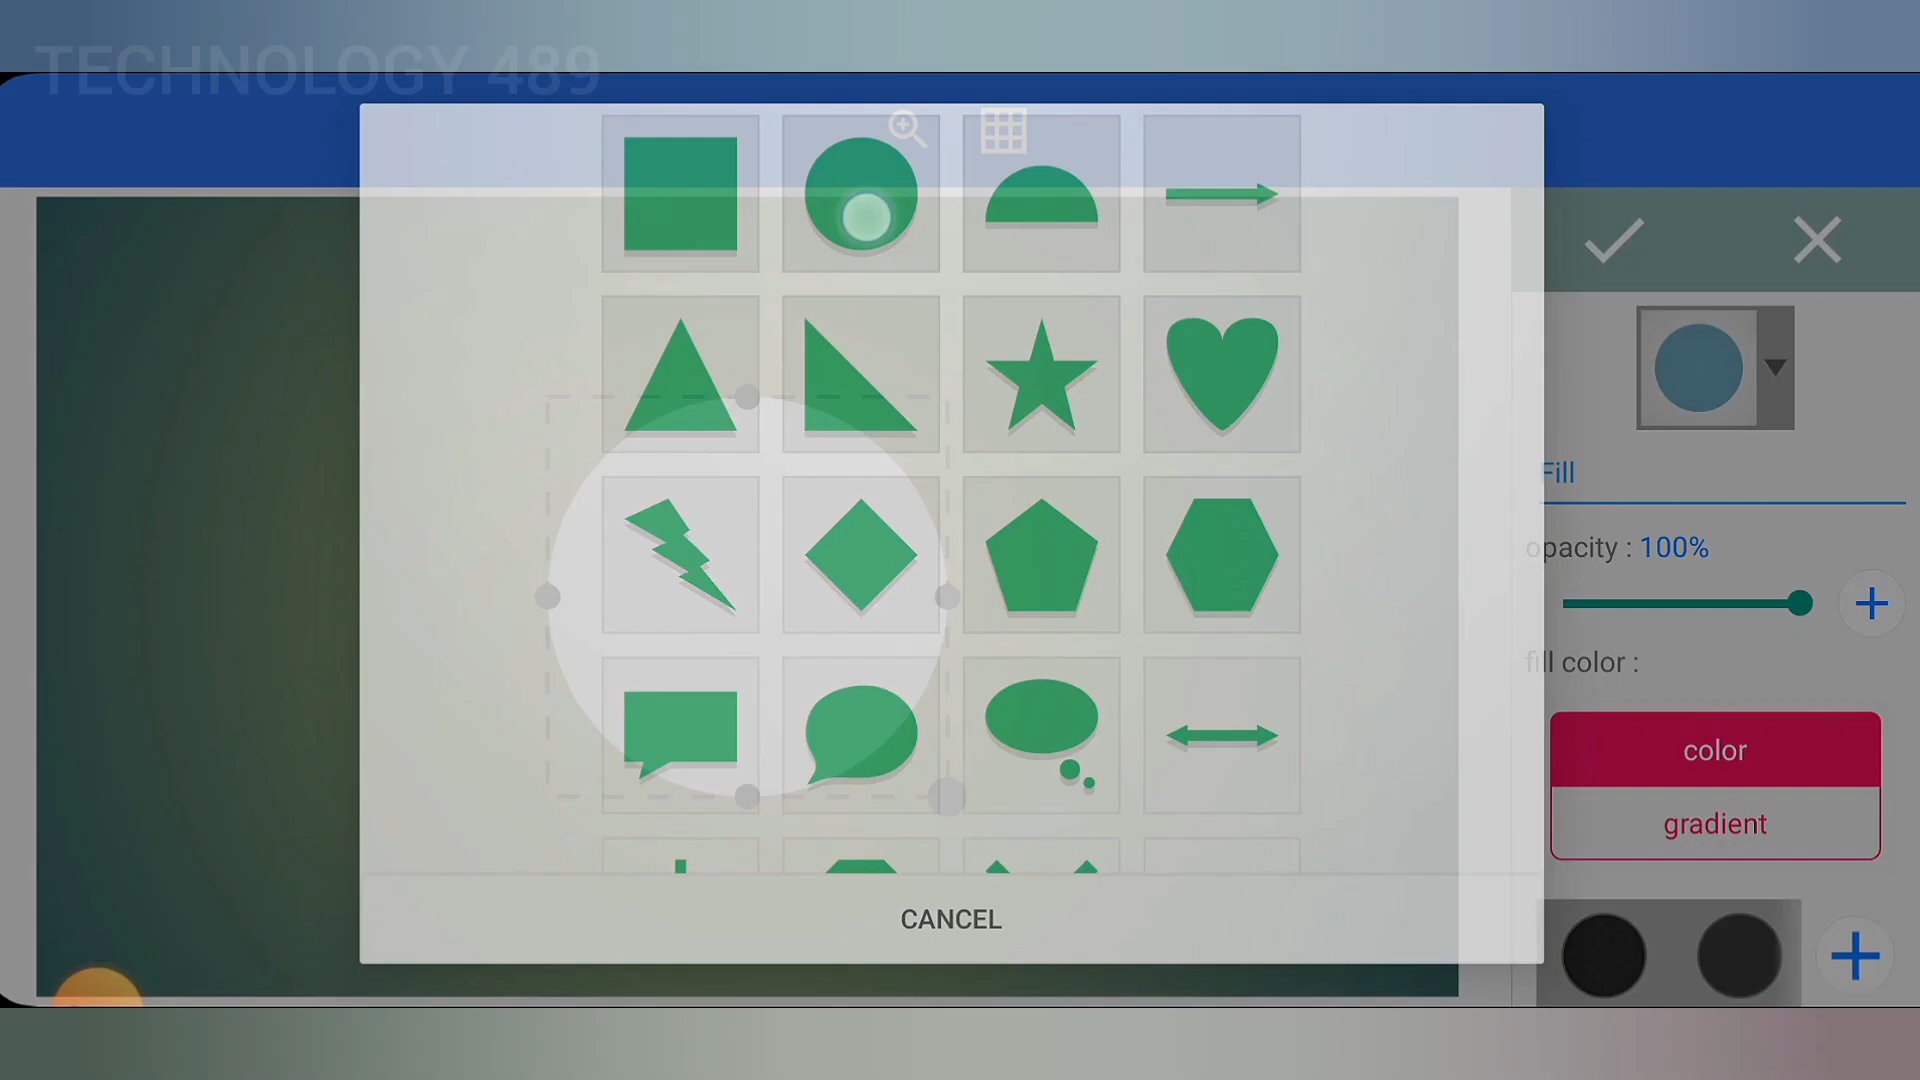 TECHNOLOGY 489
Fill
opacity : 100%
fill color :
color
gradient
CANCEL